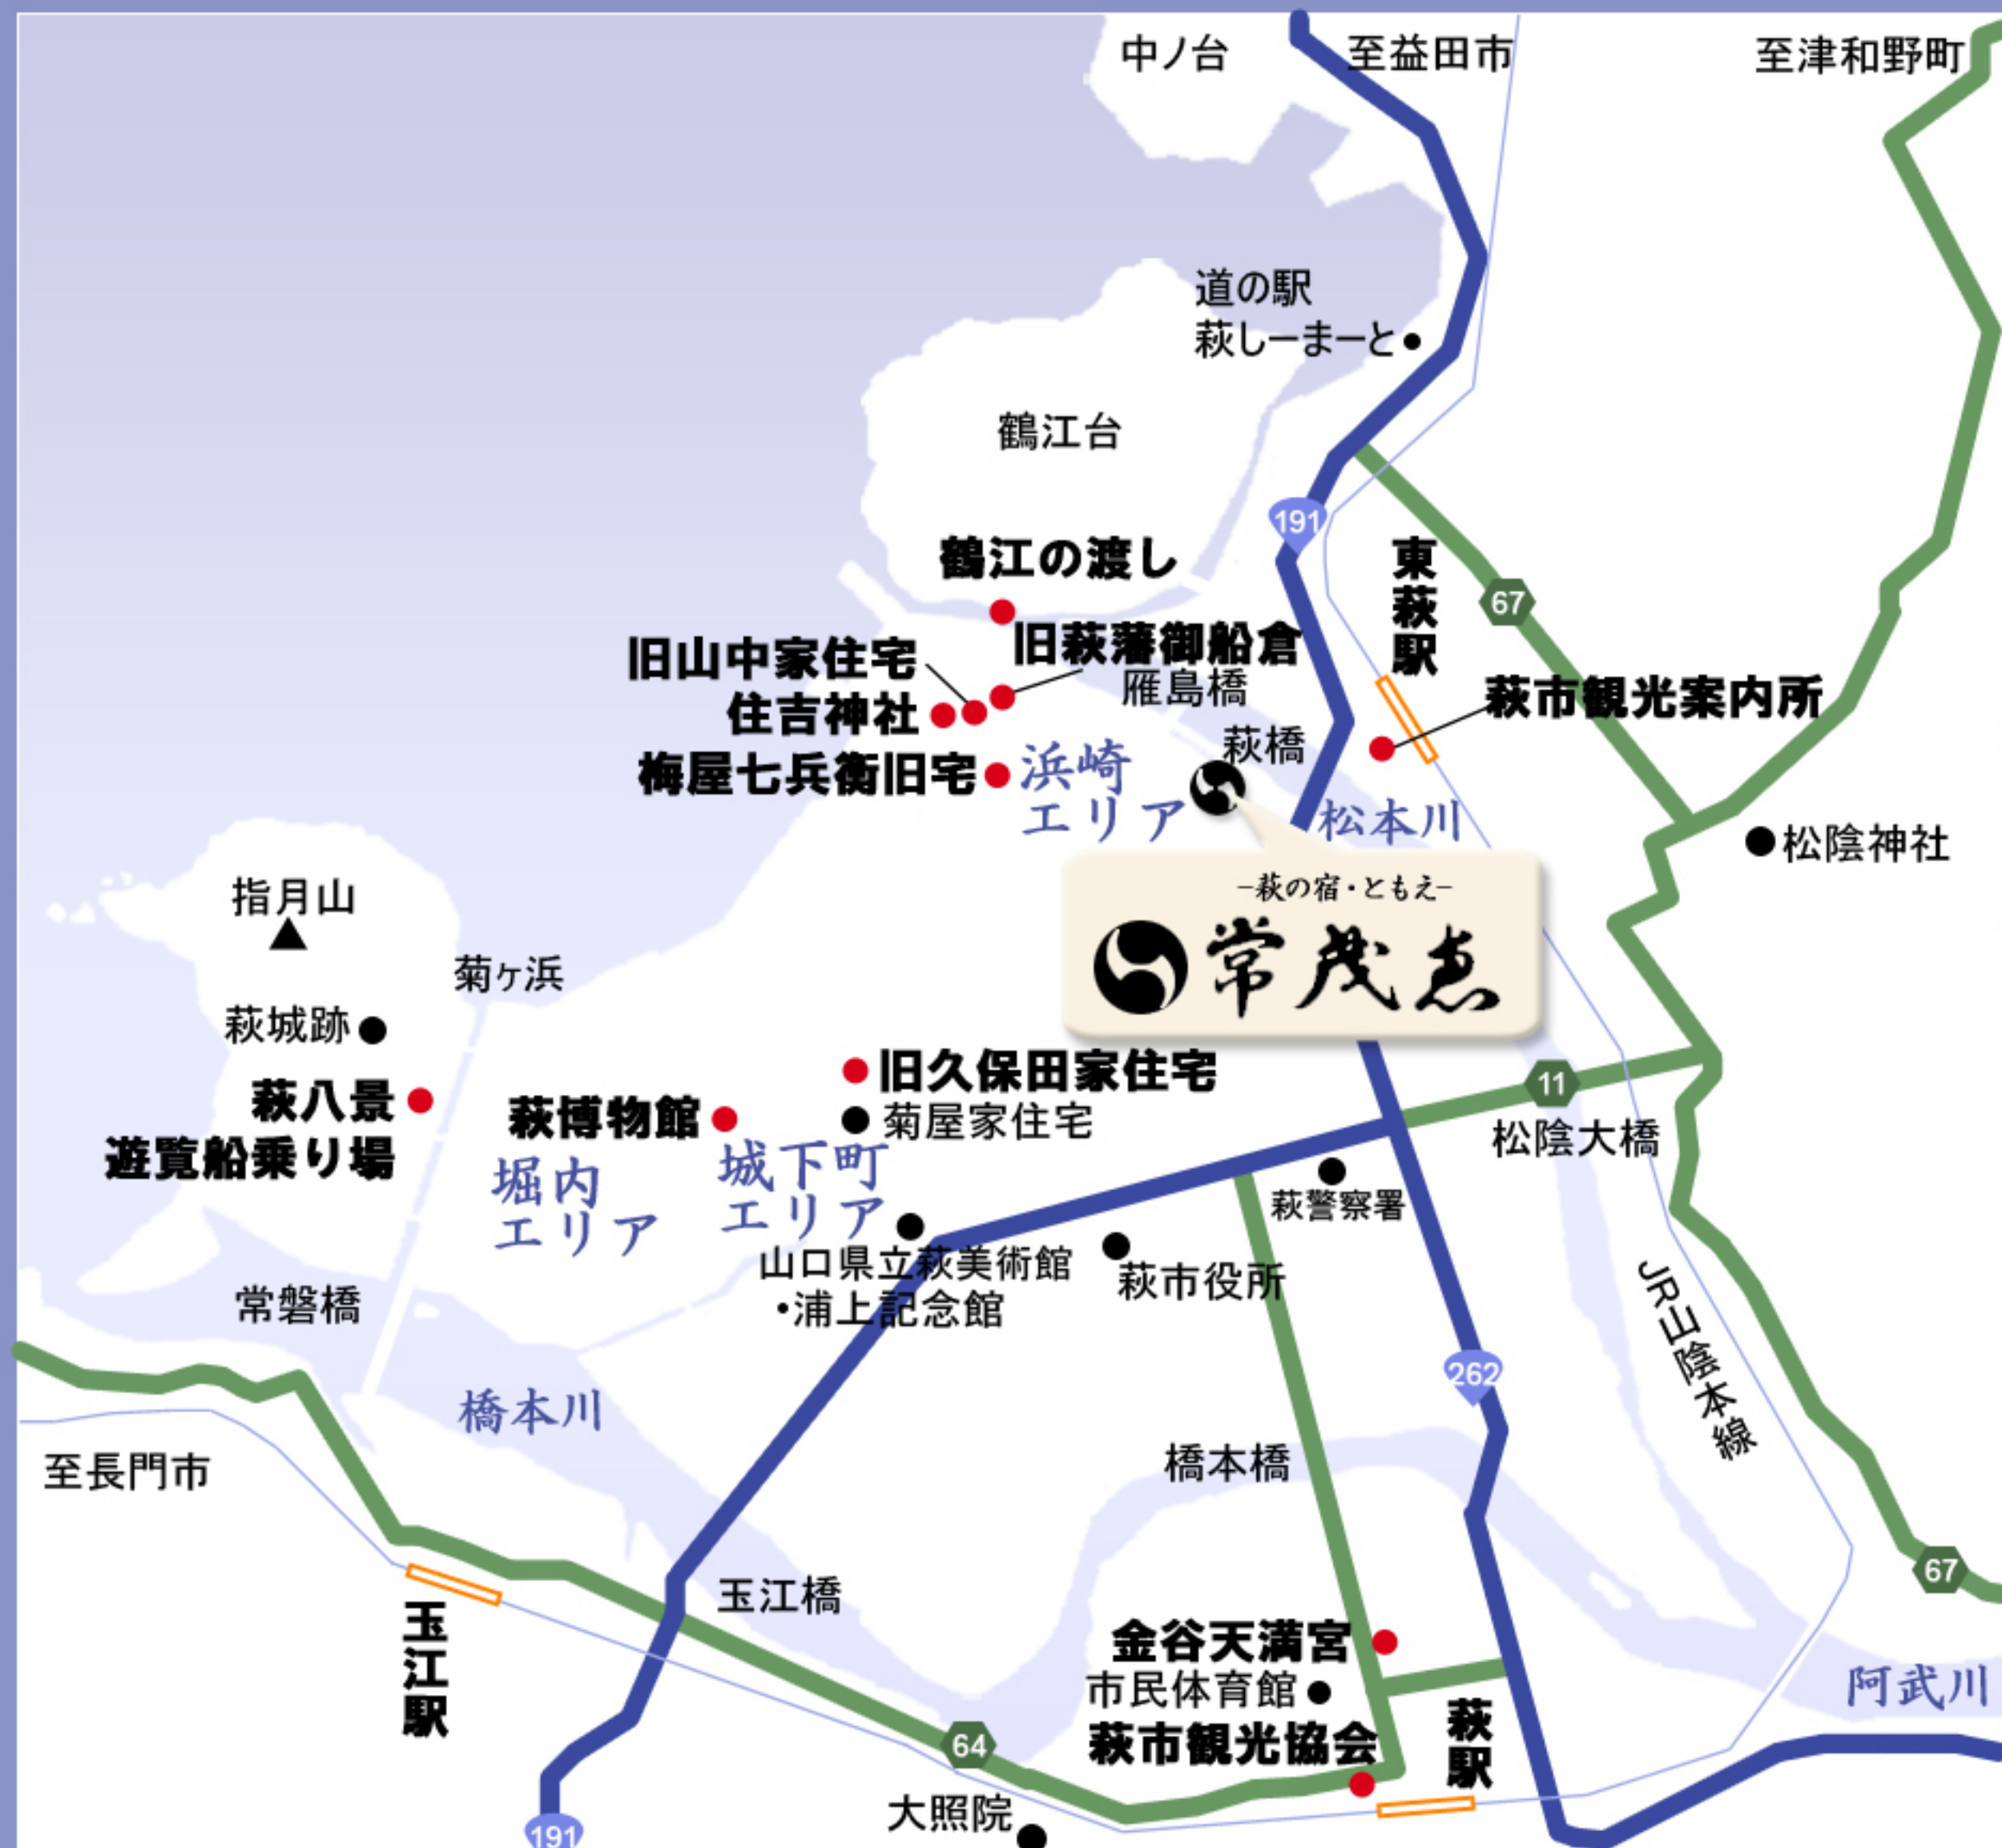 中ノ台
至益田市
至津和野町
道の駅
萩しーまーと
鶴江台
191
鶴江の渡し
東萩駅
67
旧山中家住宅
旧萩藩御船倉
雁島橋
住吉神社
萩市観光案内所
萩橋
梅屋七兵衛旧宅
浜崎
エリア
松本川
松陰神社
－萩の宿・ともえ－
常茂恵
指月山
菊ヶ浜
萩城跡
旧久保田家住宅
11
萩八景
遊覧船乗り場
萩博物館
菊屋家住宅
松陰大橋
堀内
エリア
城下町
エリア
萩警察署
山口県立萩美術館
・浦上記念館
萩市役所
常磐橋
JR山陰本線
262
橋本川
至長門市
橋本橋
67
玉江橋
玉江駅
金谷天満宮
市民体育館
萩市観光協会
萩駅
阿武川
64
大照院
191